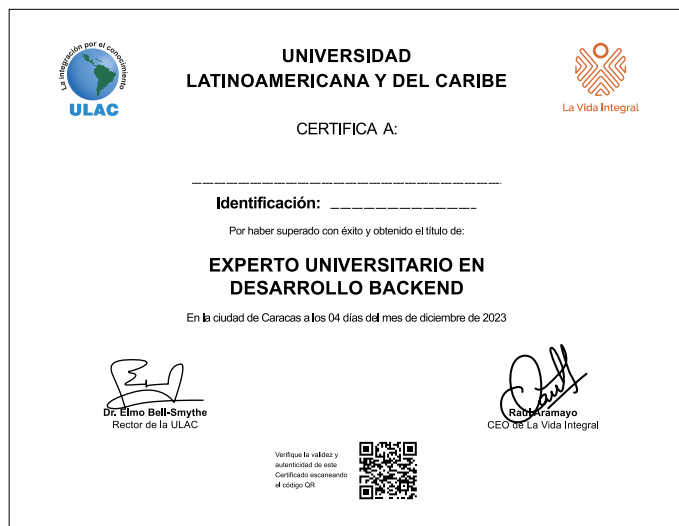 La integración por el conocimiento
ULAC
UNIVERSIDAD
LATINOAMERICANA Y DEL CARIBE
La Vida Integral
CERTIFICA A:
Identificación:
Por haber superado con éxito y obtenido el título de:
EXPERTO UNIVERSITARIO EN
DESARROLLO BACKEND
En la ciudad de Caracas a los 04 días del mes de diciembre de 2023
Dr. Elmo Bell-Smythe
Rector de la ULAC
Raúl Aramayo
CEO de La Vida Integral
Verifique la validez y
autenticidad de este
Certificado escaneando
el código QR